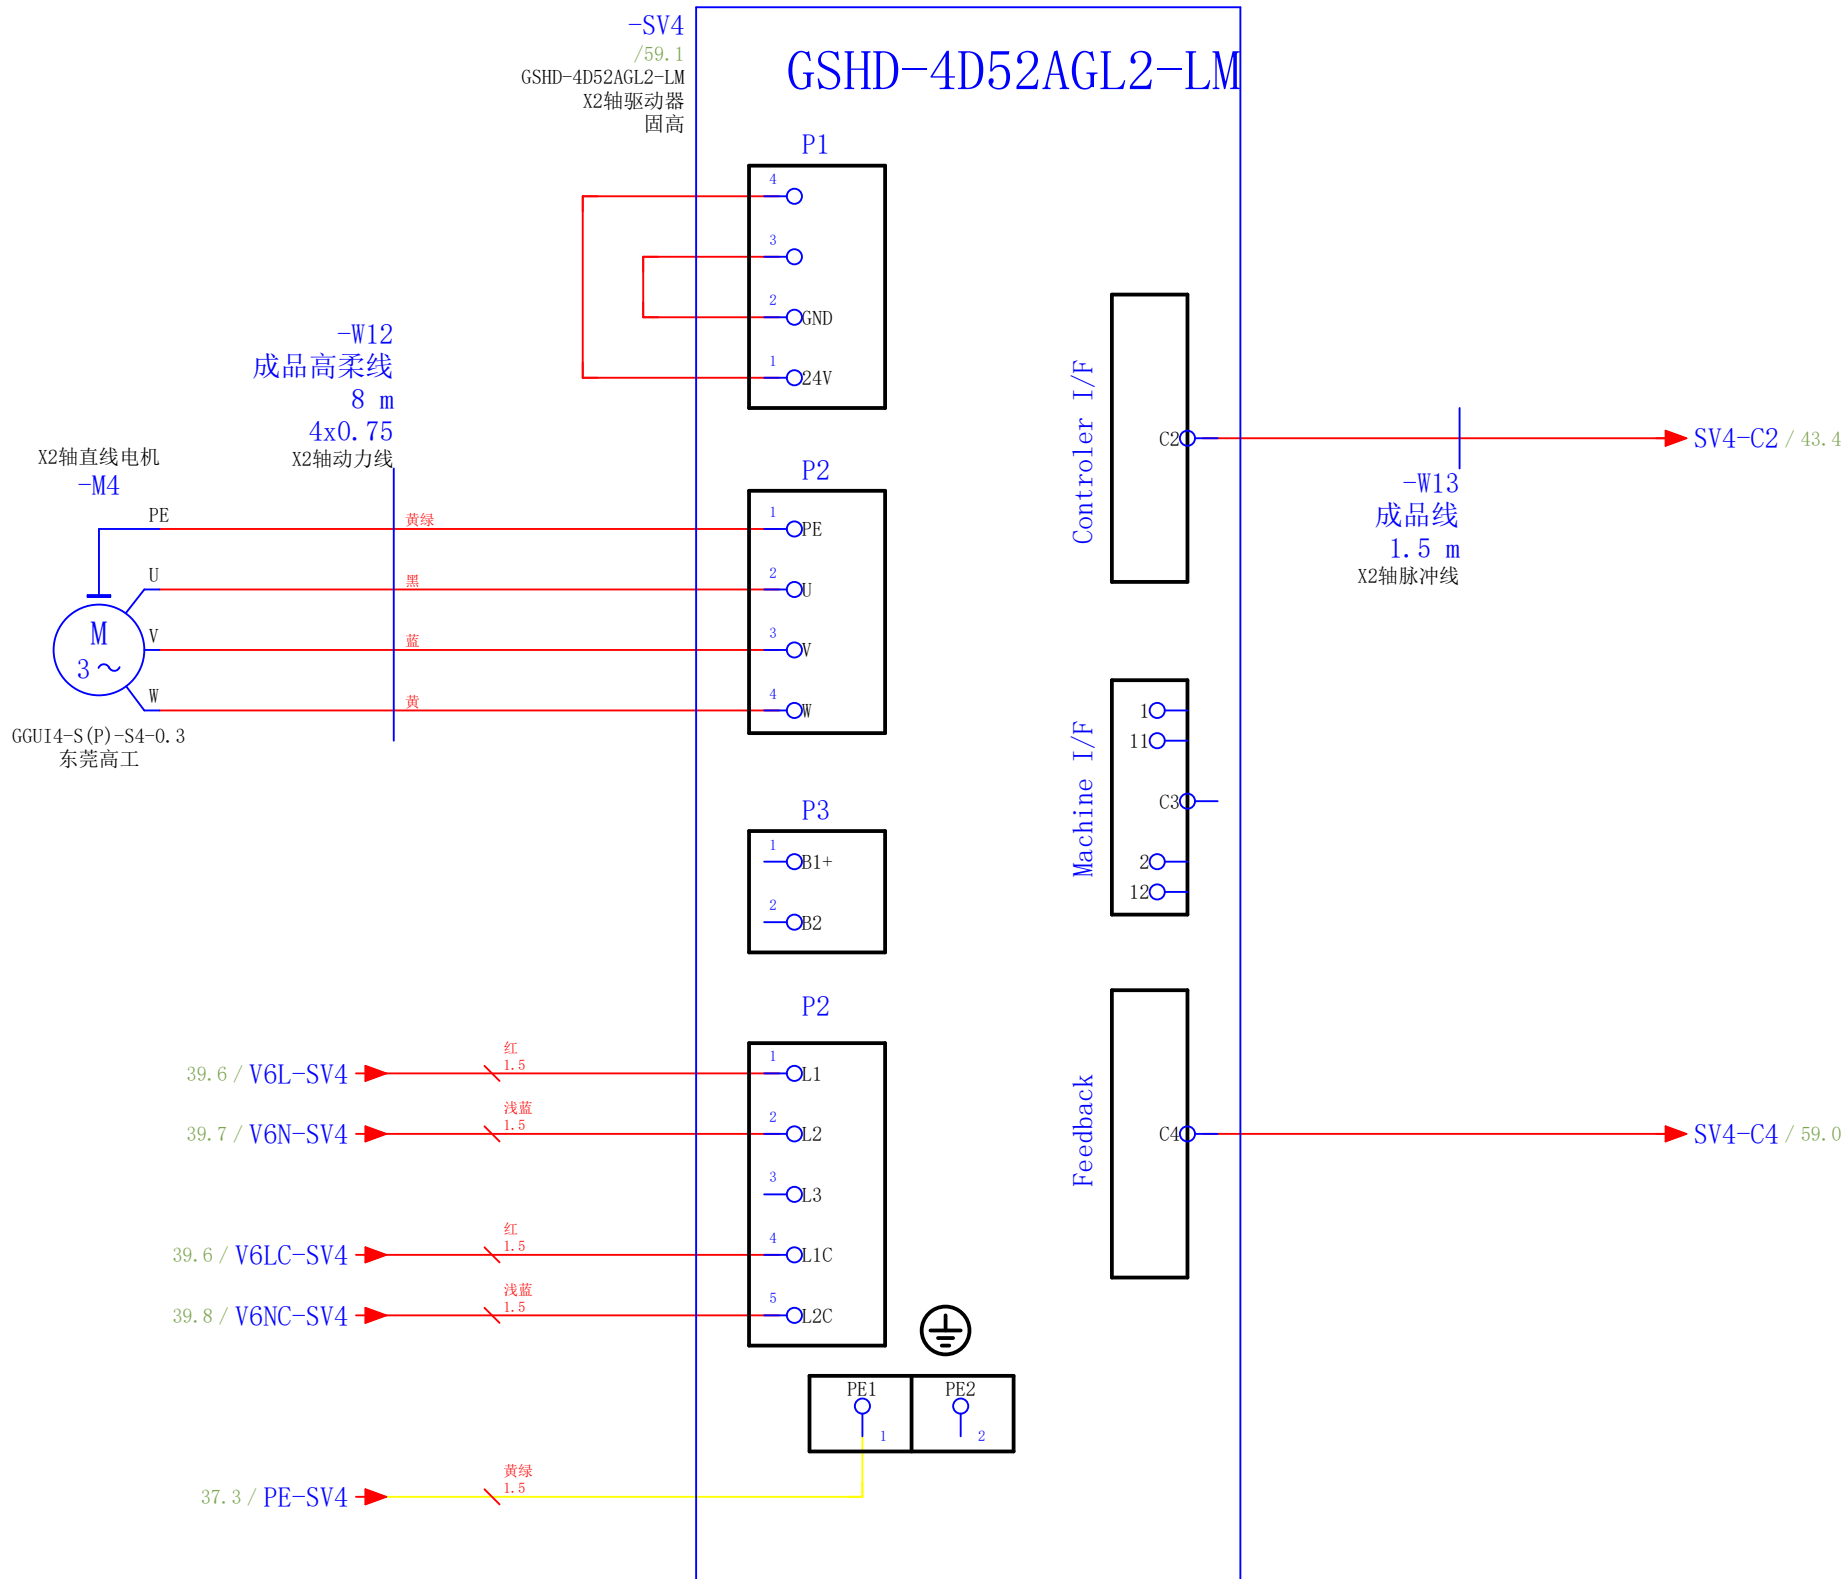 -SV4
/59.1
GSHD-4D52AGL2-LM
X2轴驱动器
固高
GSHD-4D52AGL2-LM
P1
4
3
2
GND
1
24V
-W12
成品高柔线
8 m
4x0.75
X2轴动力线
X2轴直线电机
-M4
PE
U
V
W
M
3~
GGUI4-S(P)-S4-0.3
东莞高工
黄绿
黑
蓝
黄
P2
1
PE
2
U
3
V
4
W
P3
1
B1+
2
B2
P2
1
L1
2
L2
3
L3
4
L1C
5
L2C
39.6 / V6L-SV4
红
1.5
39.7 / V6N-SV4
浅蓝
1.5
39.6 / V6LC-SV4
红
1.5
39.8 / V6NC-SV4
浅蓝
1.5
PE1
1
PE2
2
37.3 / PE-SV4
黄绿
1.5
Controler I/F
C2
SV4-C2 / 43.4
-W13
成品线
1.5 m
X2轴脉冲线
Machine I/F
1
11
C3
2
12
Feedback
C4
SV4-C4 / 59.0